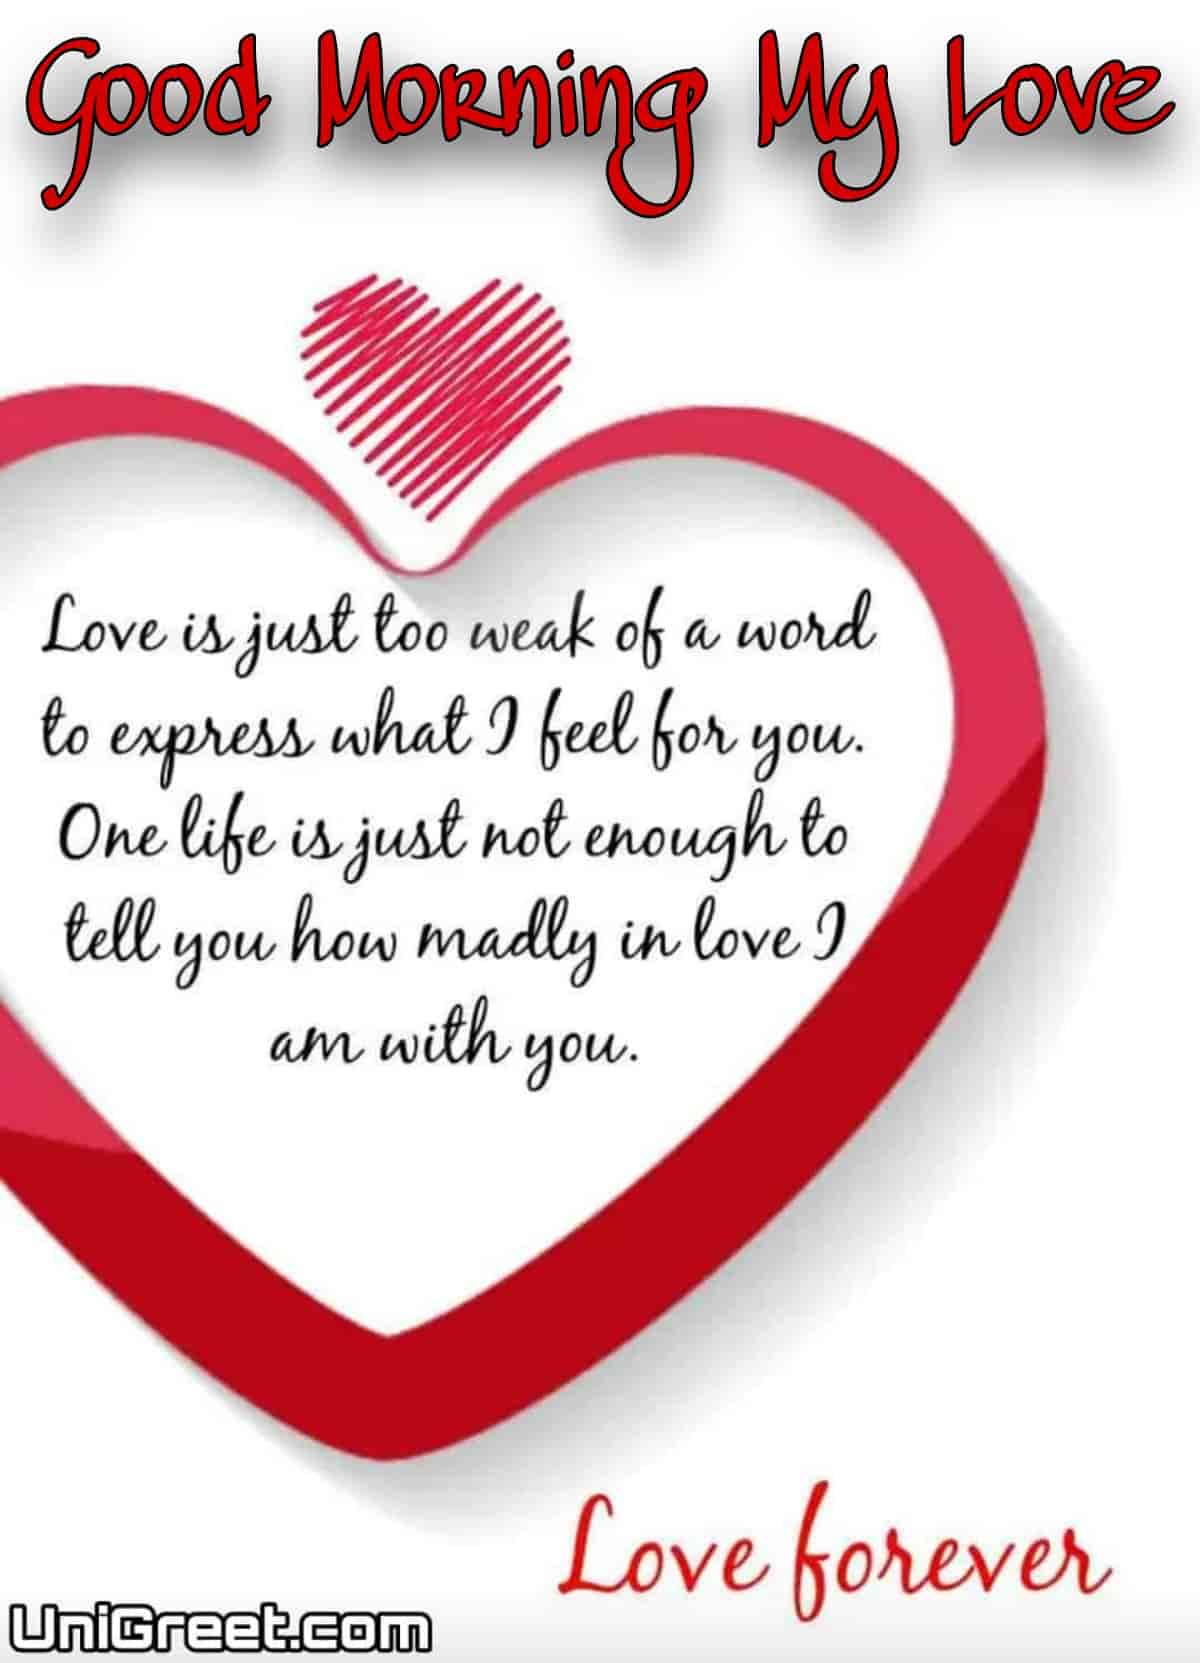 Good Morning My Love
Love is just too weak of a word
to express what I feel for you.
One life is just not enough to
tell you how madly in love I
am with you.
Love forever
UniGreet.com